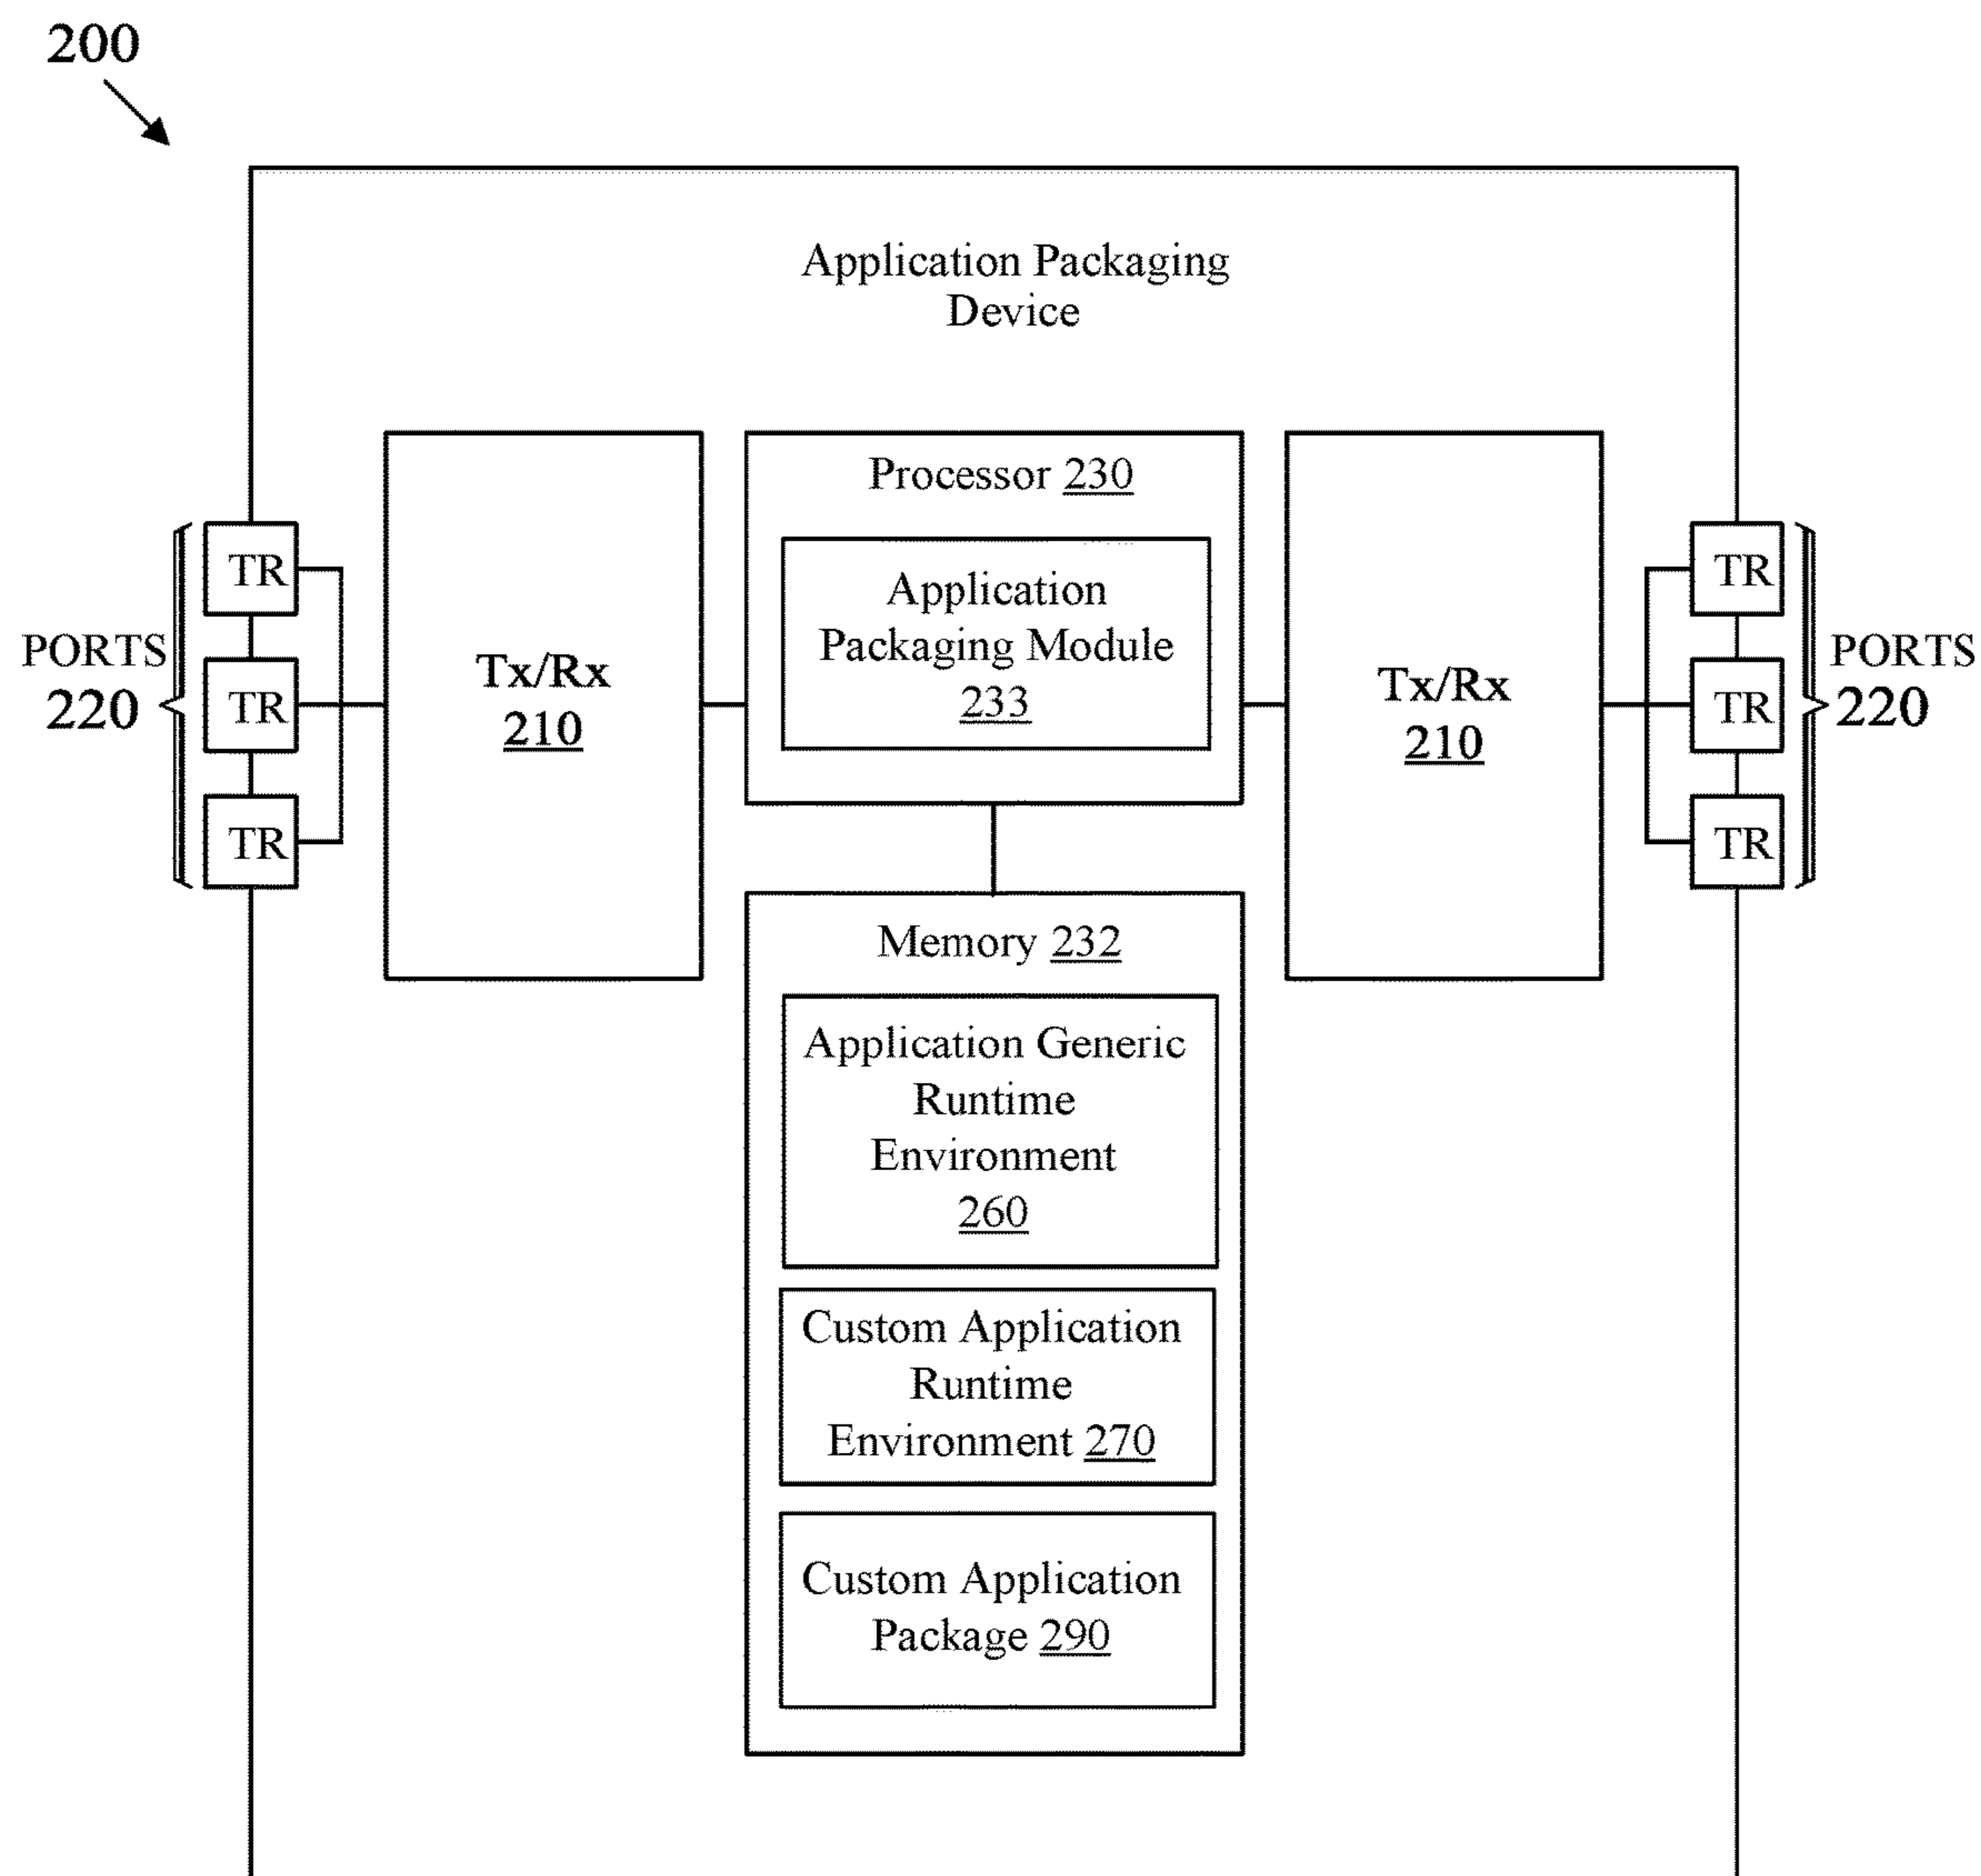 200
Application Packaging
Device
Processor 230
Application
Packaging Module
233
Tx/Rx
210
Tx/Rx
210
PORTS
220
TR
TR
TR
TR
TR
TR
PORTS
220
Memory 232
Application Generic
Runtime
Environment
260
Custom Application
Runtime
Environment 270
Custom Application
Package 290